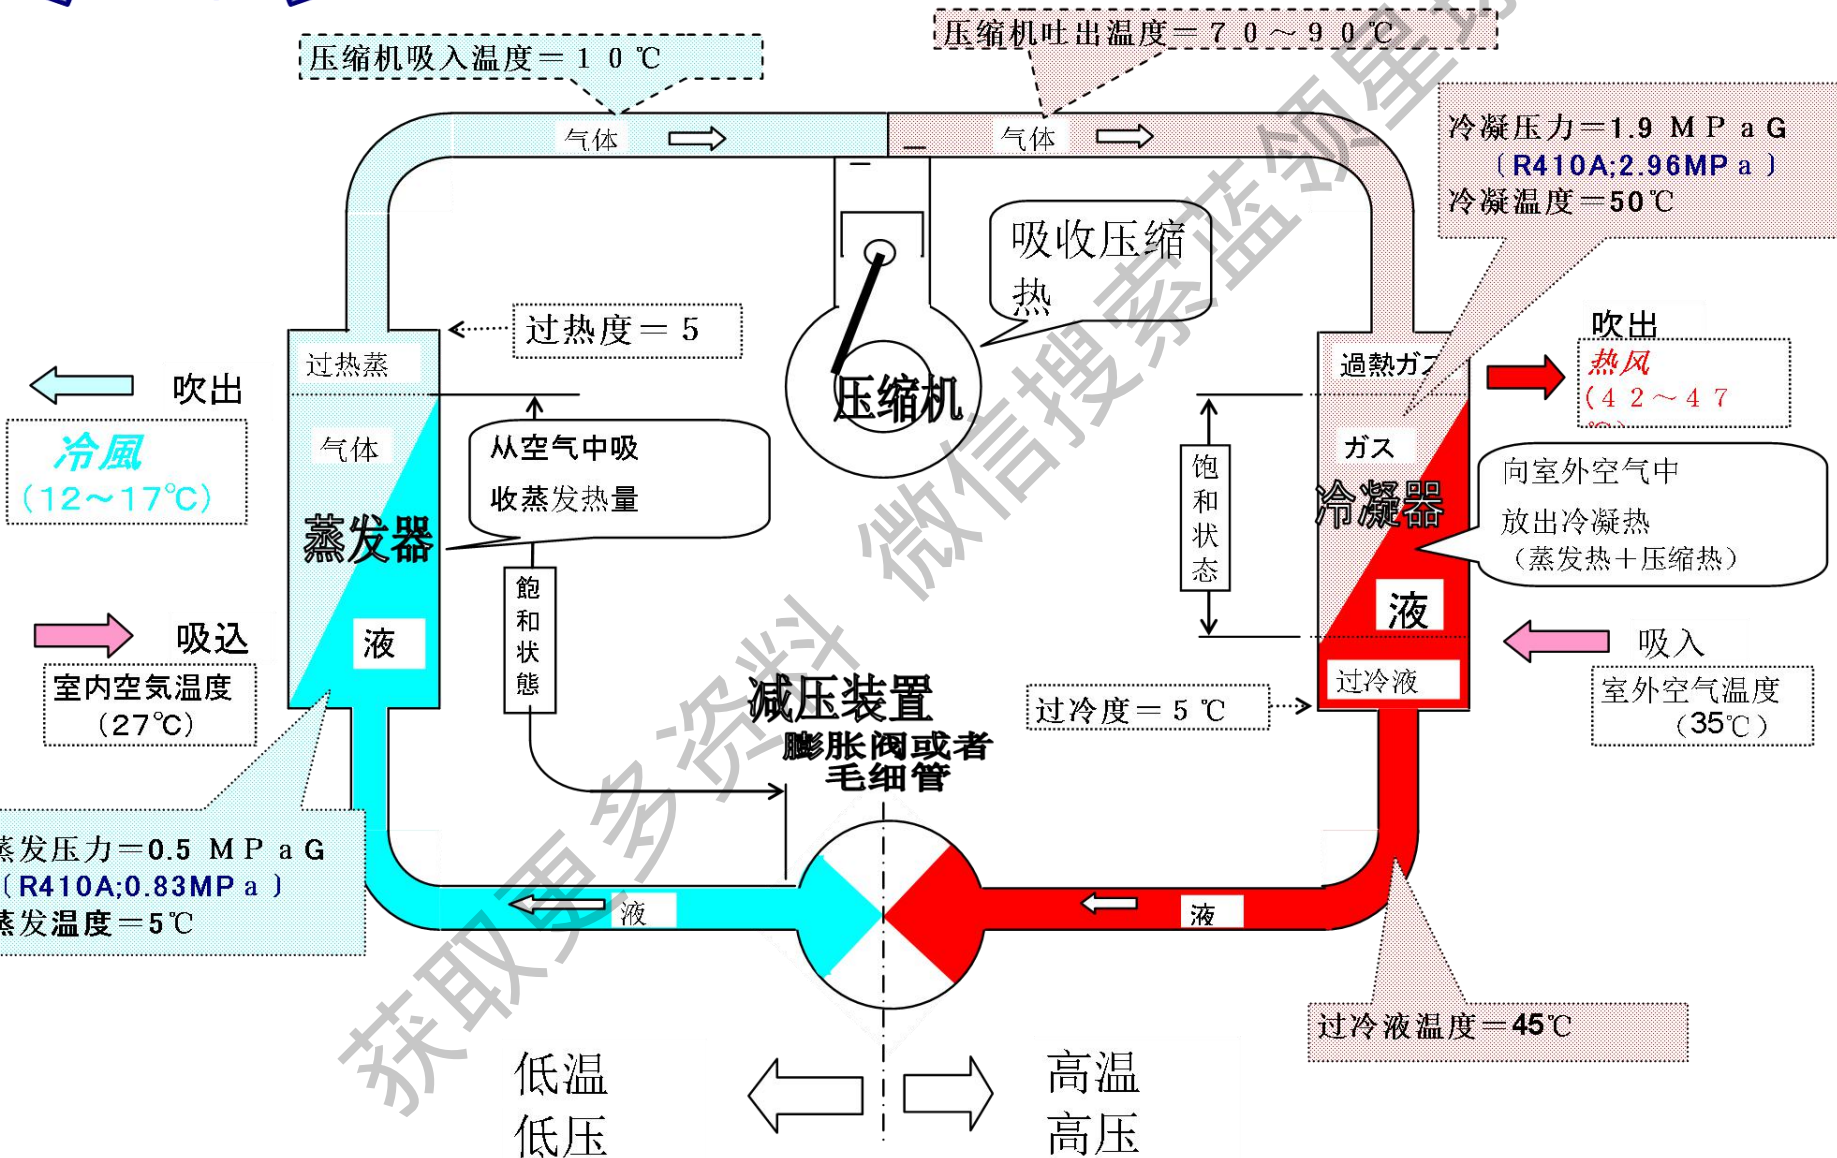 压缩机吸入温度＝１０℃
压缩机吐出温度＝７０～９０℃
气体
气体
冷凝压力＝1.9 ＭＰａG
（R410A;2.96MPａ）
冷凝温度＝50℃
吸收压缩
热
过热度＝５
吹出
冷風
（12～17℃）
过热蒸
气体
蒸发器
液
从空气中吸
收蒸发热量
飽和状態
吸込
室内空気温度
（27℃）
压缩机
饱和状态
過熱ガス
ガス
冷凝器
液
过冷液
吹出
热风
（４２～４７
向室外空气中
放出冷凝热
（蒸发热＋压缩热）
吸入
室外空气温度
（35℃）
过冷度＝５℃
减压装置
膨胀阀或者
毛细管
蒸发压力＝0.5 ＭＰａG
（R410A;0.83MPａ）
蒸发温度＝5℃
液
液
过冷液温度＝45℃
低温
低压
高温
高压
获取更多资料 微信搜索蓝领星球